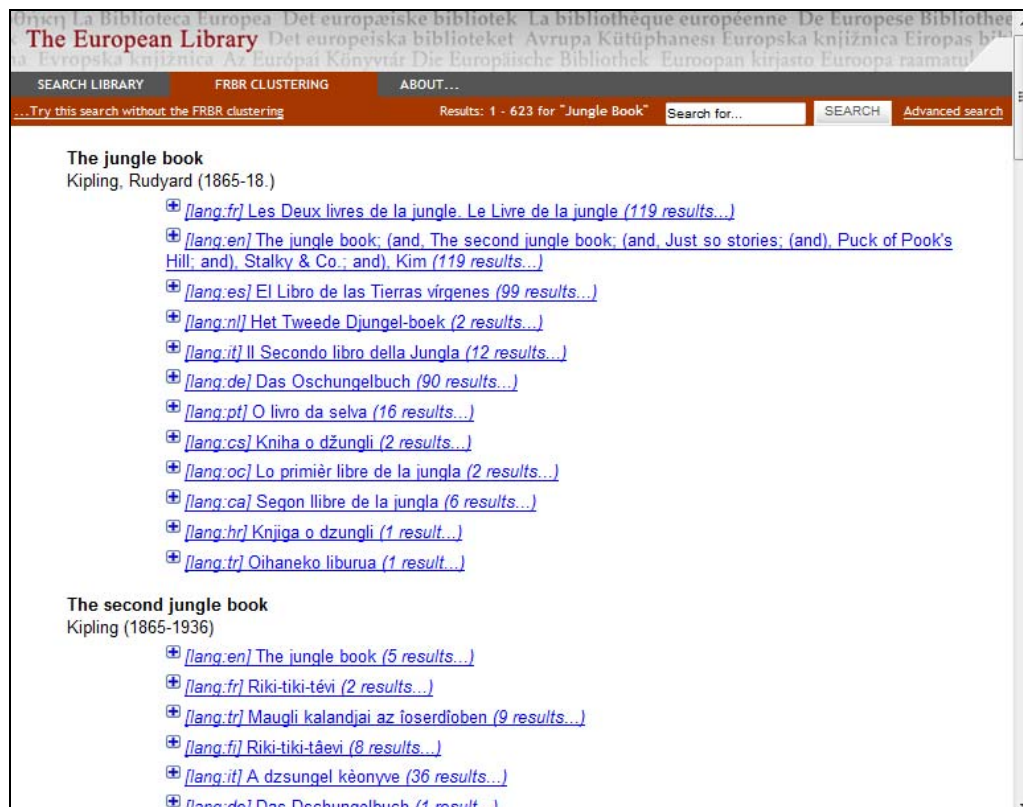 Θήκη La Biblioteca Europea Det europæiske bibliotek La bibliothèque européenne De Europese
The European Library Det europeiska biblioteket Avrupa Kütüphanesı Europska knjižnica Eiropas
Evropska knjižnica Az Európai Könyvtár Die Europäische Bibliothek Euroopan kirjasto Euroopa
SEARCH LIBRARY FRBR CLUSTERING ABOUT...
...Try this search without the FRBR clustering Results: 1 - 623 for "Jungle Book" Search for... SEARCH Advanced search
The jungle book
Kipling, Rudyard (1865-18.)
[lang:fr] Les Deux livres de la jungle. Le Livre de la jungle (119 results...)
[lang:en] The jungle book; (and, The second jungle book; (and, Just so stories; (and), Puck of Pook's
Hill; and), Stalky & Co.; and), Kim (119 results...)
[lang:es] El Libro de las Tierras vírgenes (99 results...)
[lang:nl] Het Tweede Djungel-boek (2 results...)
[lang:it] Il Secondo libro della Jungla (12 results...)
[lang:de] Das Oschungelbuch (90 results...)
[lang:pt] O livro da selva (16 results...)
[lang:cs] Kniha o džungli (2 results...)
[lang:oc] Lo primièr libre de la jungla (2 results...)
[lang:ca] Segon llibre de la jungla (6 results...)
[lang:hr] Knjiga o dzungli (1 result...)
[lang:tr] Oihaneko liburua (1 result...)
The second jungle book
Kipling (1865-1936)
[lang:en] The jungle book (5 results...)
[lang:fr] Riki-tiki-tévi (2 results...)
[lang:tr] Maugli kalandjai az îoserdîoben (9 results...)
[lang:fi] Riki-tiki-tâevi (8 results...)
[lang:it] A dzsungel kèonyve (36 results...)
[lang:de] Das Dschungelbuch (1 result...)